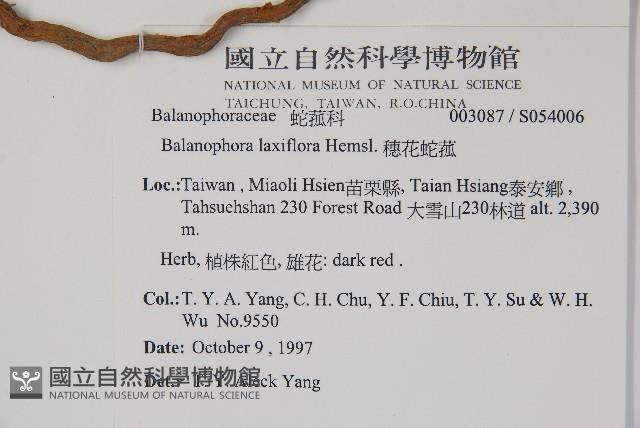 國立自然科學博物館
NATIONAL MUSEUM OF NATURAL SCIENCE
TAICHUNG, TAIWAN, R.O.CHINA
Balanophoraceae 蛇菰科 003087 / S054006
Balanophora laxiflora Hemsl. 穗花蛇菰
Loc.:Taiwan , Miaoli Hsien苗栗縣, Taian Hsiang泰安鄉 ,
Tahsuehshan 230 Forest Road 大雪山230林道 alt. 2,390
m.
Herb, 植株紅色, 雄花: dark red .
Col.: T. Y. A. Yang, C. H. Chu, Y. F. Chiu, T. Y. Su & W. H.
Wu No.9550
Date: October 9 , 1997
Det.: T. Y. Aleck Yang
國立自然科學博物館
NATIONAL MUSEUM OF NATURAL SCIENCE